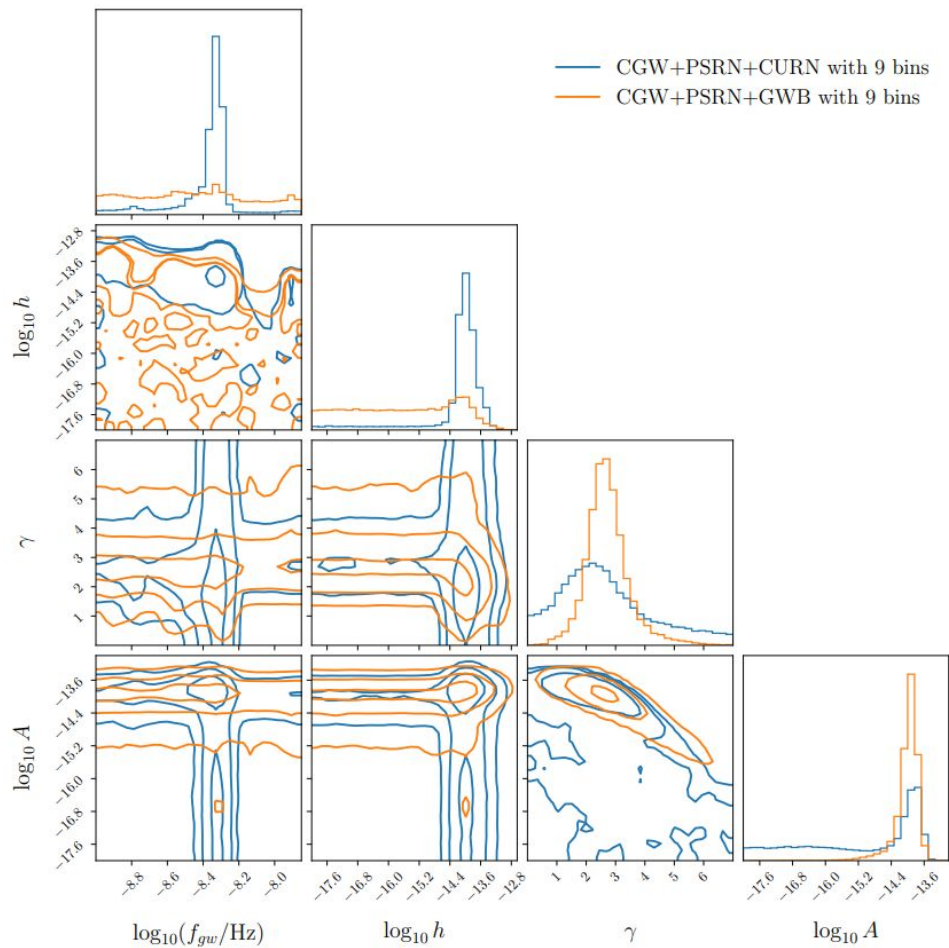 CGW+PSRN+CURN with 9 bins
CGW+PSRN+GWB with 9 bins
−12.8
−13.6
−14.4
−15.2
−16.0
−16.8
−17.6
log₁₀ h
6
5
4
3
2
1
γ
−13.6
−14.4
−15.2
−16.0
−16.8
−17.6
log₁₀ A
−8.8 −8.4 −8.2 −8.0
−17.6 −16.8 −16.0 −15.2 −14.4 −13.6 −12.8
1 2 3 4 5 6
−17.6 −16.8 −16.0 −15.2 −14.4 −13.6
log₁₀(f_gw/Hz) log₁₀ h γ log₁₀ A